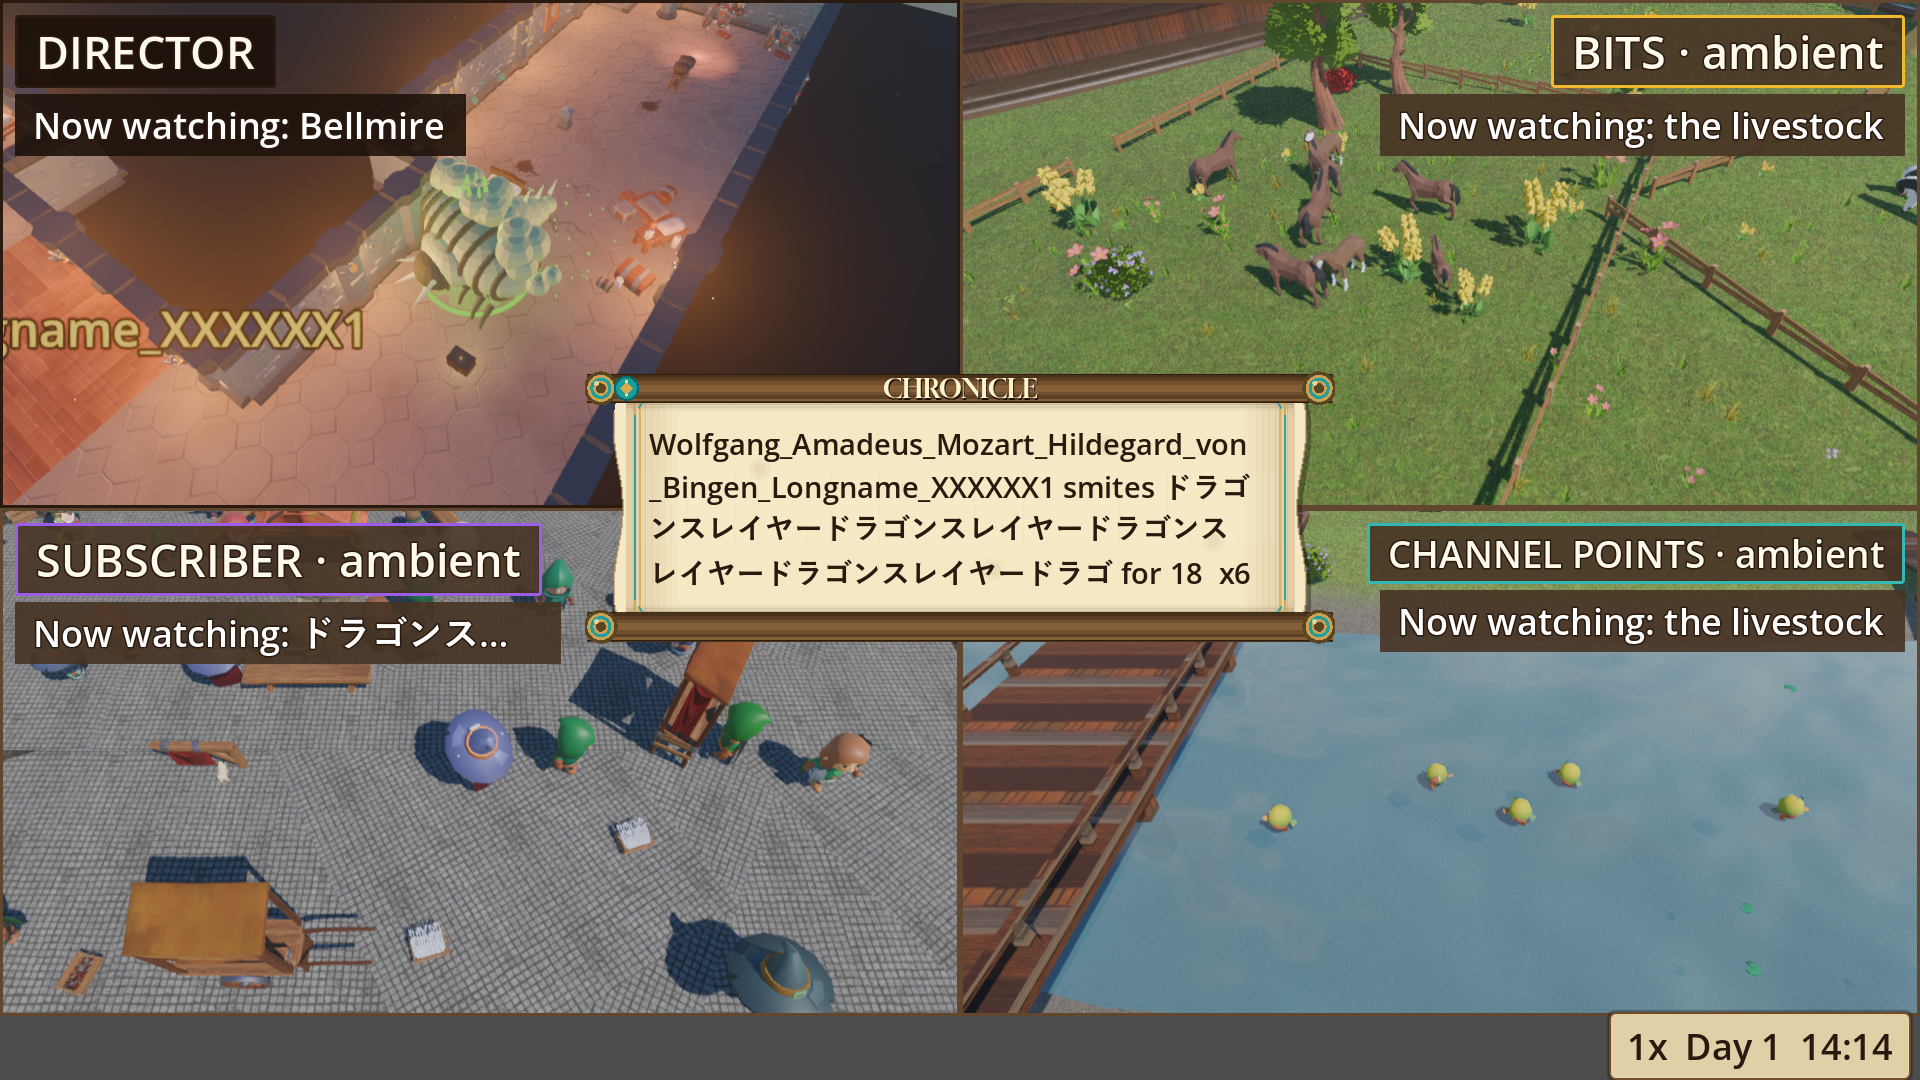 DIRECTOR
Now watching: Bellmire
gname_XXXXXX1
BITS · ambient
Now watching: the livestock
CHRONICLE
Wolfgang_Amadeus_Mozart_Hildegard_von
_Bingen_Longname_XXXXXX1 smites ドラゴ
ンスレイヤードラゴンスレイヤードラゴンス
レイヤードラゴンスレイヤードラゴ for 18 x6
SUBSCRIBER · ambient
Now watching: ドラゴンス...
CHANNEL POINTS · ambient
Now watching: the livestock
1x Day 1 14:14